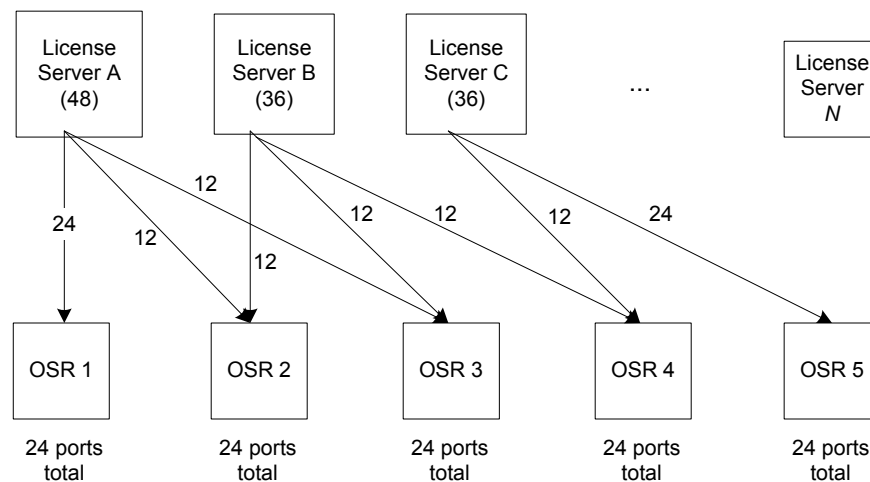 License
Server A
(48)
License
Server B
(36)
License
Server C
(36)
...
License
Server
N
12
24
12
12
12
12
12
24
OSR 1
OSR 2
OSR 3
OSR 4
OSR 5
24 ports
total
24 ports
total
24 ports
total
24 ports
total
24 ports
total